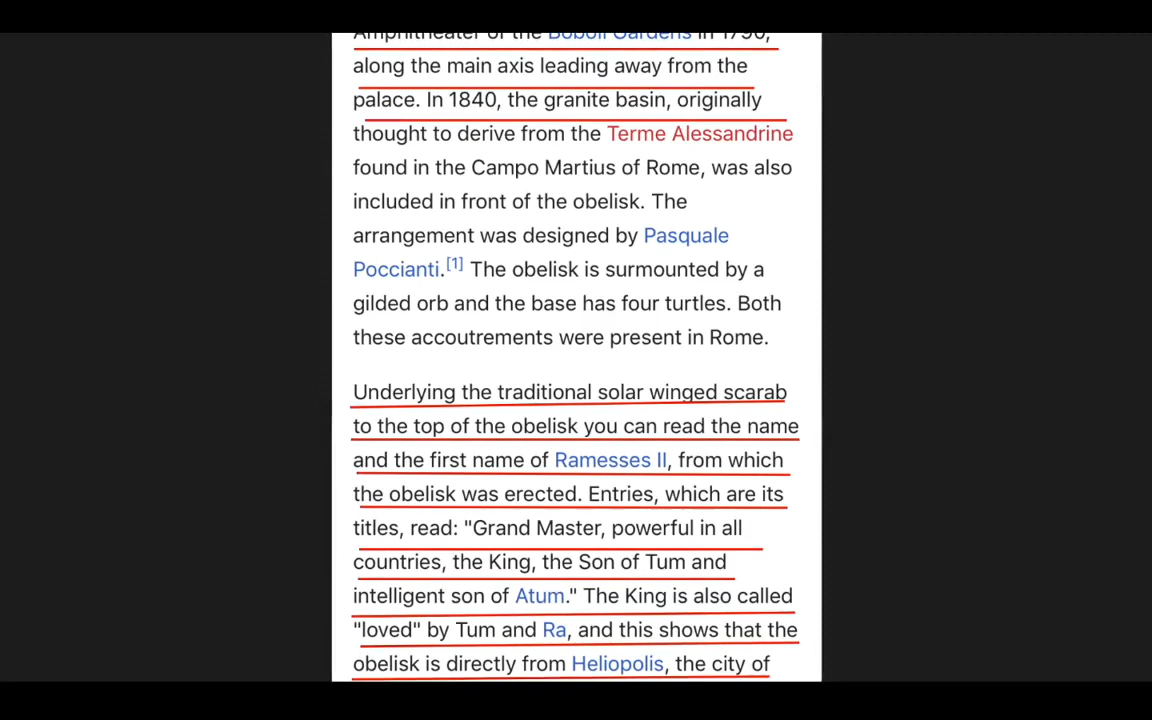 Amphitheater of the Boboli Gardens in 1790,
along the main axis leading away from the
palace. In 1840, the granite basin, originally
thought to derive from the Terme Alessandrine
found in the Campo Martius of Rome, was also
included in front of the obelisk. The
arrangement was designed by Pasquale
Poccianti.[1] The obelisk is surmounted by a
gilded orb and the base has four turtles. Both
these accoutrements were present in Rome.
Underlying the traditional solar winged scarab
to the top of the obelisk you can read the name
and the first name of Ramesses II, from which
the obelisk was erected. Entries, which are its
titles, read: "Grand Master, powerful in all
countries, the King, the Son of Tum and
intelligent son of Atum." The King is also called
"loved" by Tum and Ra, and this shows that the
obelisk is directly from Heliopolis, the city of